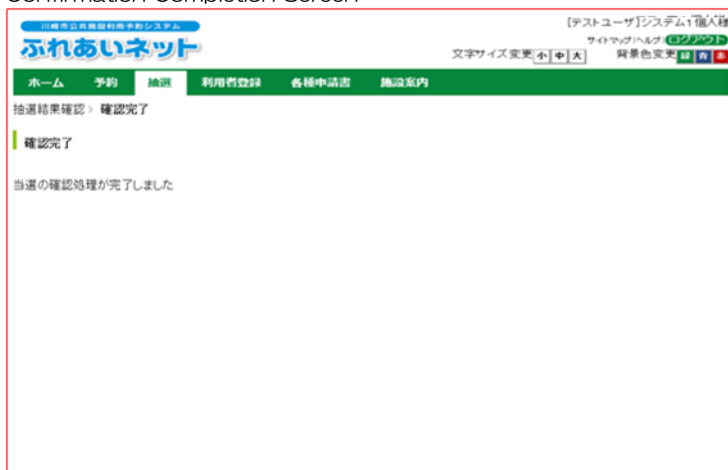 Confirmation Completion Screen
川崎市公共施設利用予約システム
ふれあいネット
[テストユーザ]システム1個人様
サイトマップ|ヘルプ|ログアウト
文字サイズ変更 小 中 大 背景色変更 緑 青 赤
ホーム 予約 抽選 利用者登録 各種申請書 施設案内
抽選結果確認> 確認完了
確認完了
当選の確認処理が完了しました